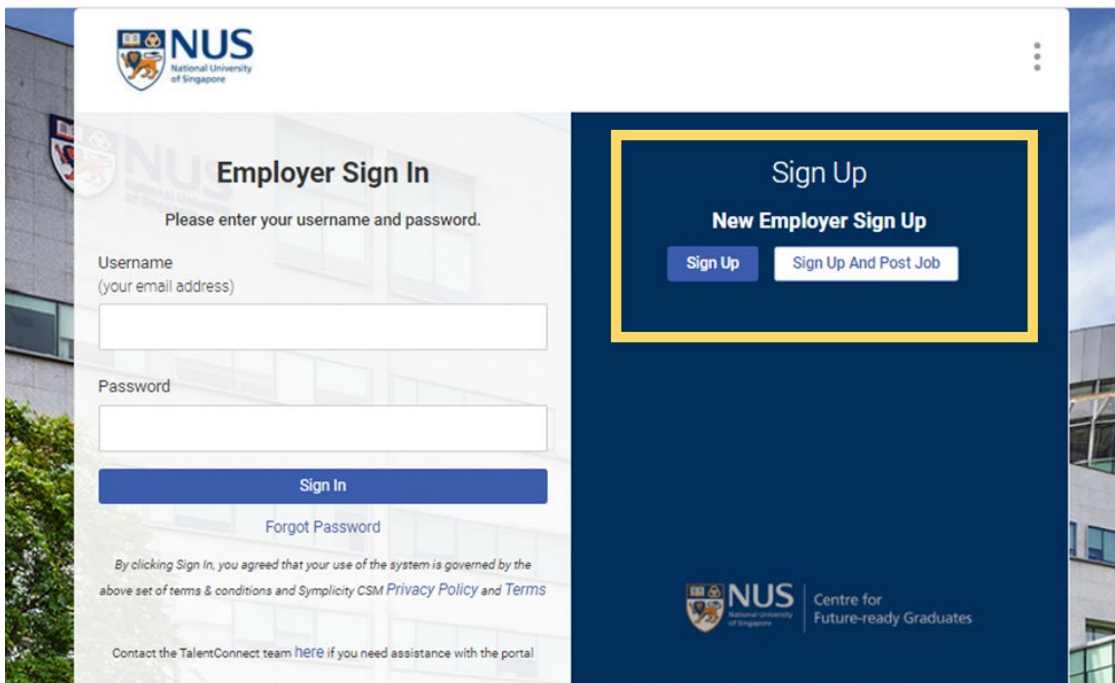 NUS
National University
of Singapore
NUS
Employer Sign In
Please enter your username and password.
Username
(your email address)
Password
Sign In
Forgot Password
By clicking Sign In, you agreed that your use of the system is governed by the
above set of terms & conditions and Symplicity CSM Privacy Policy and Terms
Contact the TalentConnect team here if you need assistance with the portal
Sign Up
New Employer Sign Up
Sign Up
Sign Up And Post Job
NUS
National University
of Singapore
Centre for
Future-ready Graduates